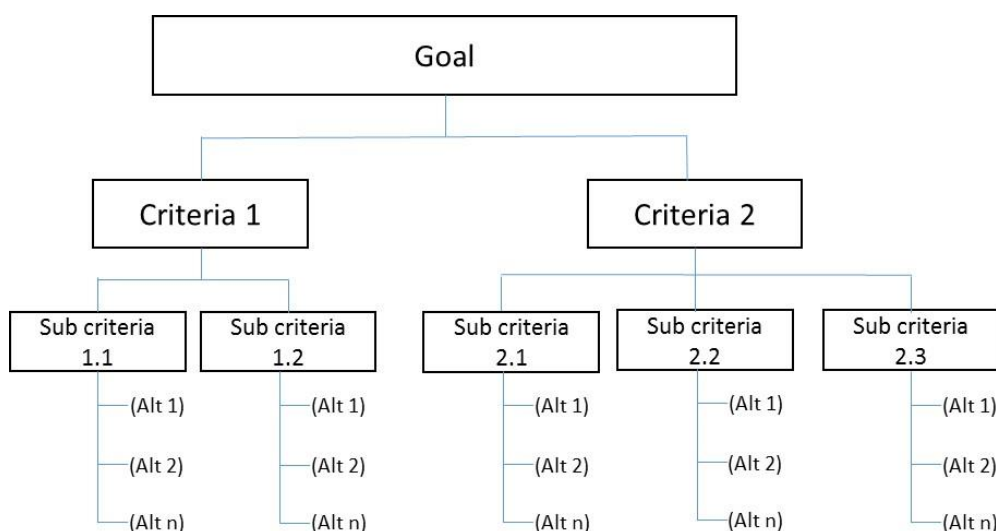 Goal
Criteria 1
Criteria 2
Sub criteria
1.1
Sub criteria
1.2
Sub criteria
2.1
Sub criteria
2.2
Sub criteria
2.3
(Alt 1)
(Alt 2)
(Alt n)
(Alt 1)
(Alt 2)
(Alt n)
(Alt 1)
(Alt 2)
(Alt n)
(Alt 1)
(Alt 2)
(Alt n)
(Alt 1)
(Alt 2)
(Alt n)